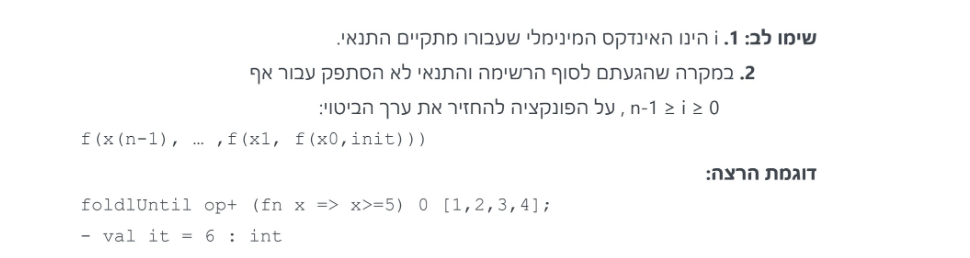 שימו לב: 1. i הינו האינדקס המינימלי שעבורו מתקיים התנאי.
2. במקרה שהגעתם לסוף הרשימה והתנאי לא הסתפק עבור אף
n-1 ≥ i ≥ 0 , על הפונקציה להחזיר את ערך הביטוי:
f(x(n-1), … ,f(x1, f(x0,init)))
דוגמת הרצה:
foldlUntil op+ (fn x => x>=5) 0 [1,2,3,4];
- val it = 6 : int